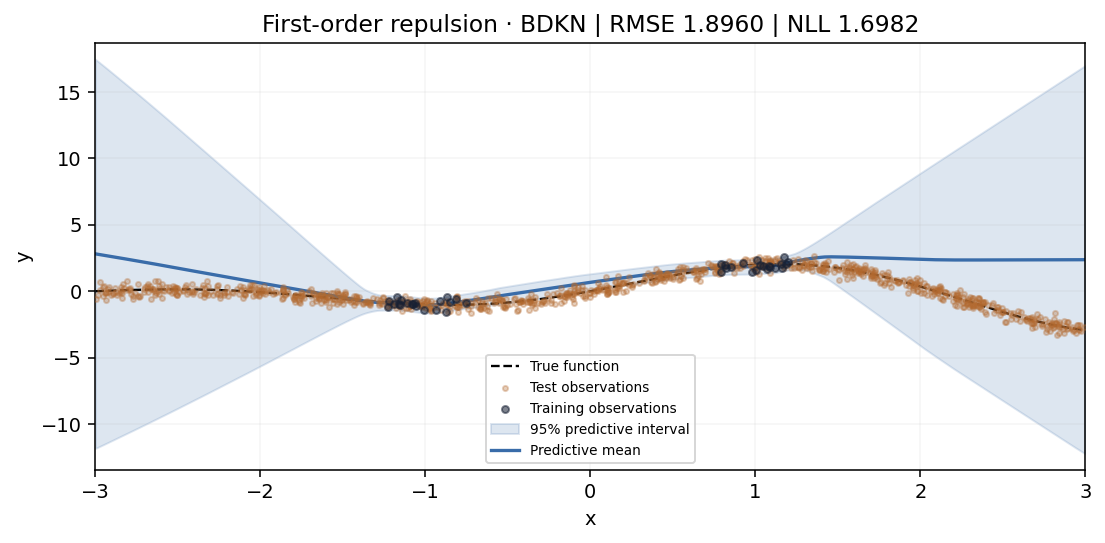 First-order repulsion · BDKN | RMSE 1.8960 | NLL 1.6982
y
15
10
5
0
−5
−10
True function
Test observations
Training observations
95% predictive interval
Predictive mean
−3 −2 −1 0 1 2 3
x